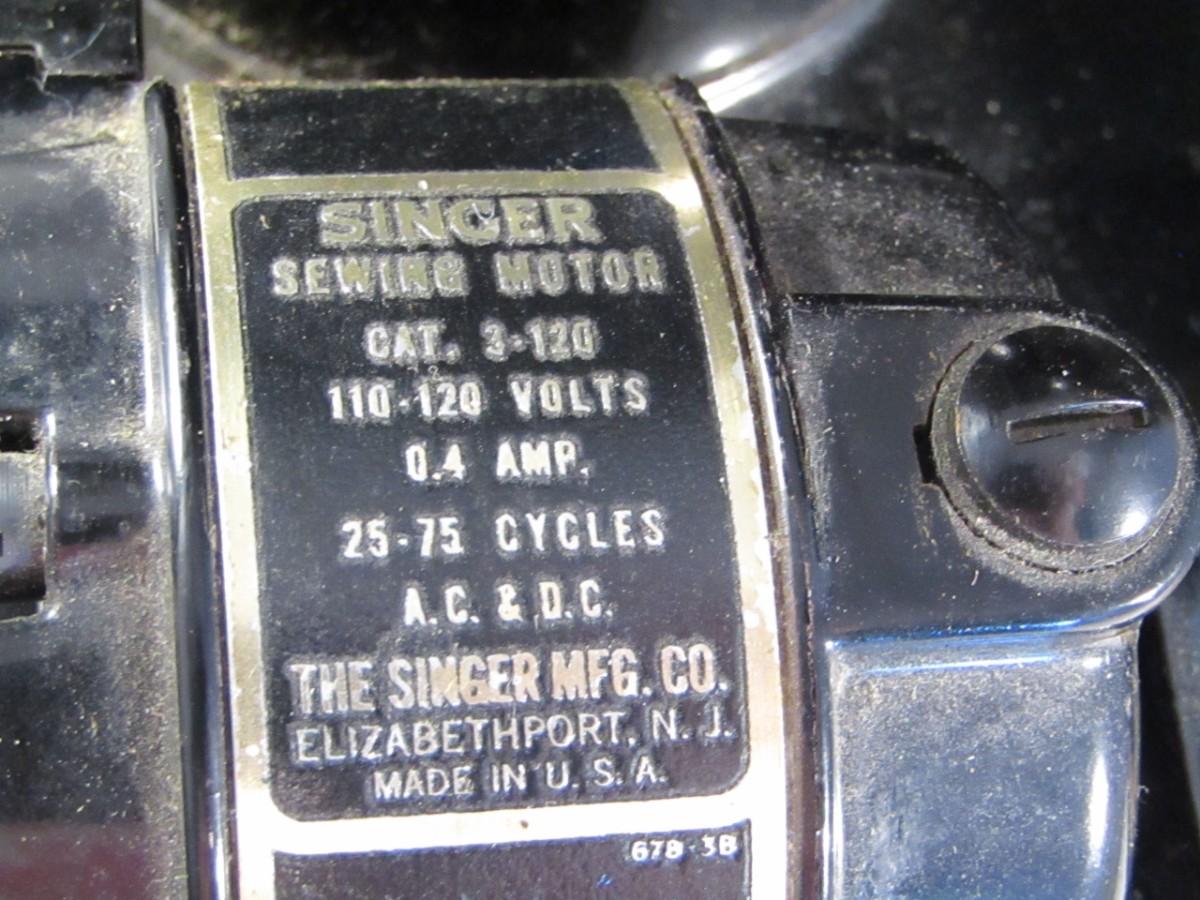 SINGER
SEWING MOTOR
CAT. 3-120
110-120 VOLTS
0.4 AMP.
25-75 CYCLES
A.C. & D.C.
THE SINGER MFG. CO.
ELIZABETHPORT, N. J.
MADE IN U. S. A.
678-3B